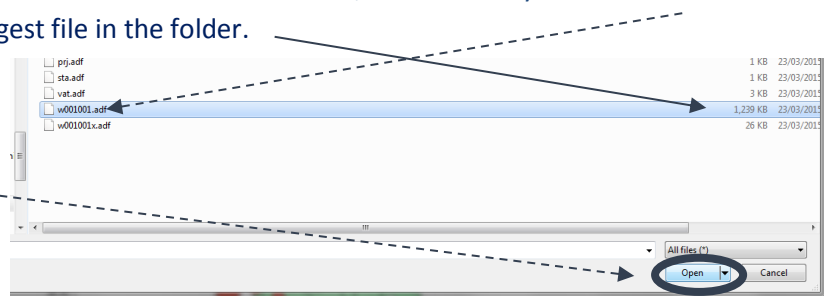 gest file in the folder.
prj.adf 1 KB 23/03/2015
sta.adf 1 KB 23/03/2015
vat.adf 3 KB 23/03/2015
w001001.adf 1,239 KB 23/03/2015
w001001x.adf 26 KB 23/03/2015
All files (*)
Open Cancel